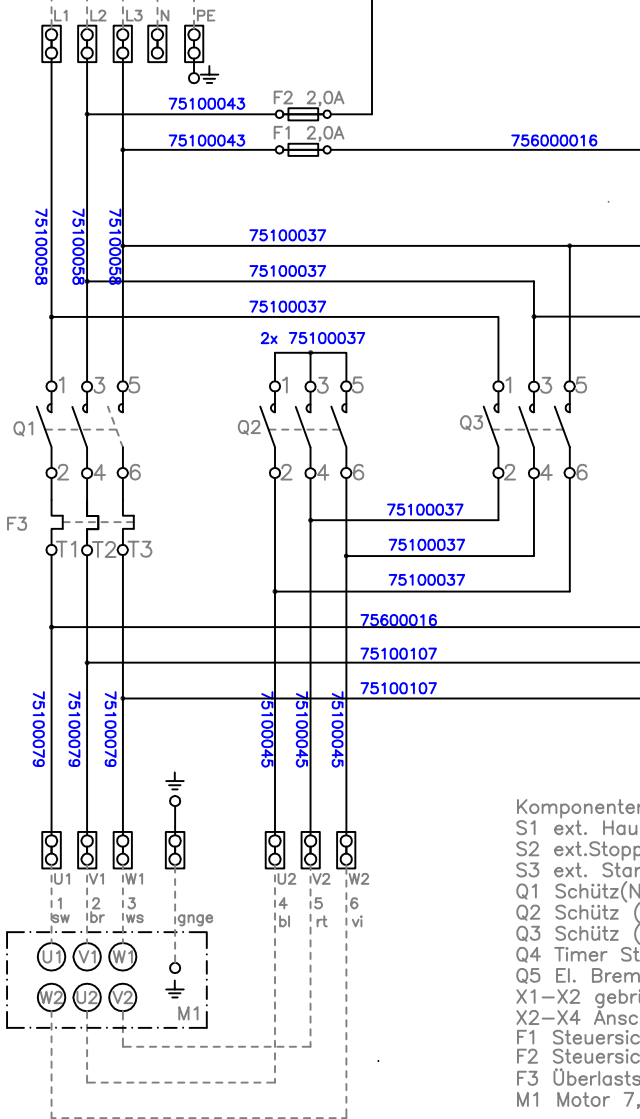 L1 L2 L3 N PE
F2 2,0A
75100043
F1 2,0A
75100043 756000016
75100058 75100058 75100058
75100037
75100037
75100037
2x 75100037
1 3 5 1 3 5 1 3 5
Q1 Q2 Q3
2 4 6 2 4 6 2 4 6
75100037
F3
75100037
T1 T2 T3
75100037
75600016
75100107
75100107
75100079 75100079 75100079 75100045 75100045 75100045
U1 V1 W1 U2 V2 W2
1 2 3 4 5 6
sw br ws gnge bl rt vi
U1 V1 W1
W2 U2 V2
M1
Komponenten
S1 ext. Hau
S2 ext.Stopp
S3 ext. Star
Q1 Schütz(N
Q2 Schütz (
Q3 Schütz (
Q4 Timer St
Q5 El. Brem
X1-X2 gebri
X2-X4 Ansc
F1 Steuersic
F2 Steuersic
F3 Überlasts
M1 Motor 7,